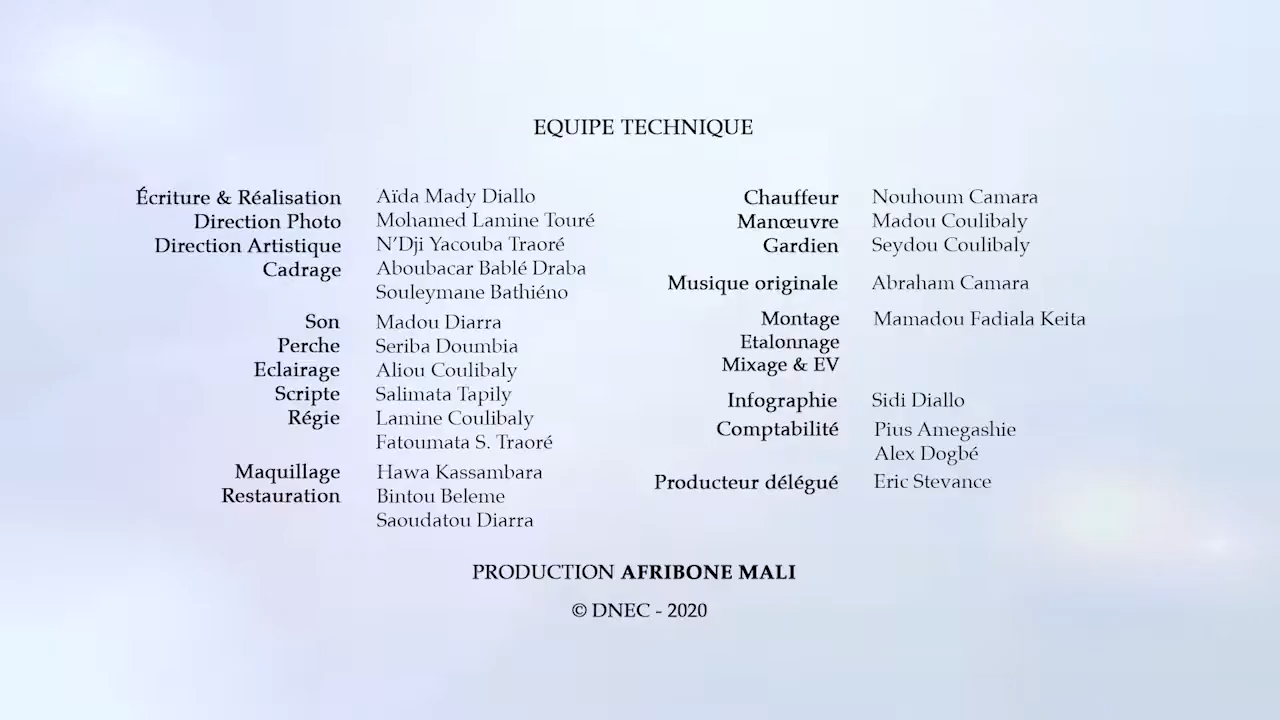 EQUIPE TECHNIQUE
Écriture & Réalisation Aïda Mady Diallo
Direction Photo Mohamed Lamine Touré
Direction Artistique N'Dji Yacouba Traoré
Cadrage Aboubacar Bablé Draba
Souleymane Bathiéno
Son Madou Diarra
Perche Seriba Doumbia
Eclairage Aliou Coulibaly
Scripte Salimata Tapily
Régie Lamine Coulibaly
Fatoumata S. Traoré
Maquillage Hawa Kassambara
Restauration Bintou Beleme
Saoudatou Diarra
Chauffeur Nouhoum Camara
Manœuvre Madou Coulibaly
Gardien Seydou Coulibaly
Musique originale Abraham Camara
Montage Mamadou Fadiala Keita
Etalonnage
Mixage & EV
Infographie Sidi Diallo
Comptabilité Pius Amegashie
Alex Dogbé
Producteur délégué Eric Stevance
PRODUCTION AFRIBONE MALI
© DNEC - 2020